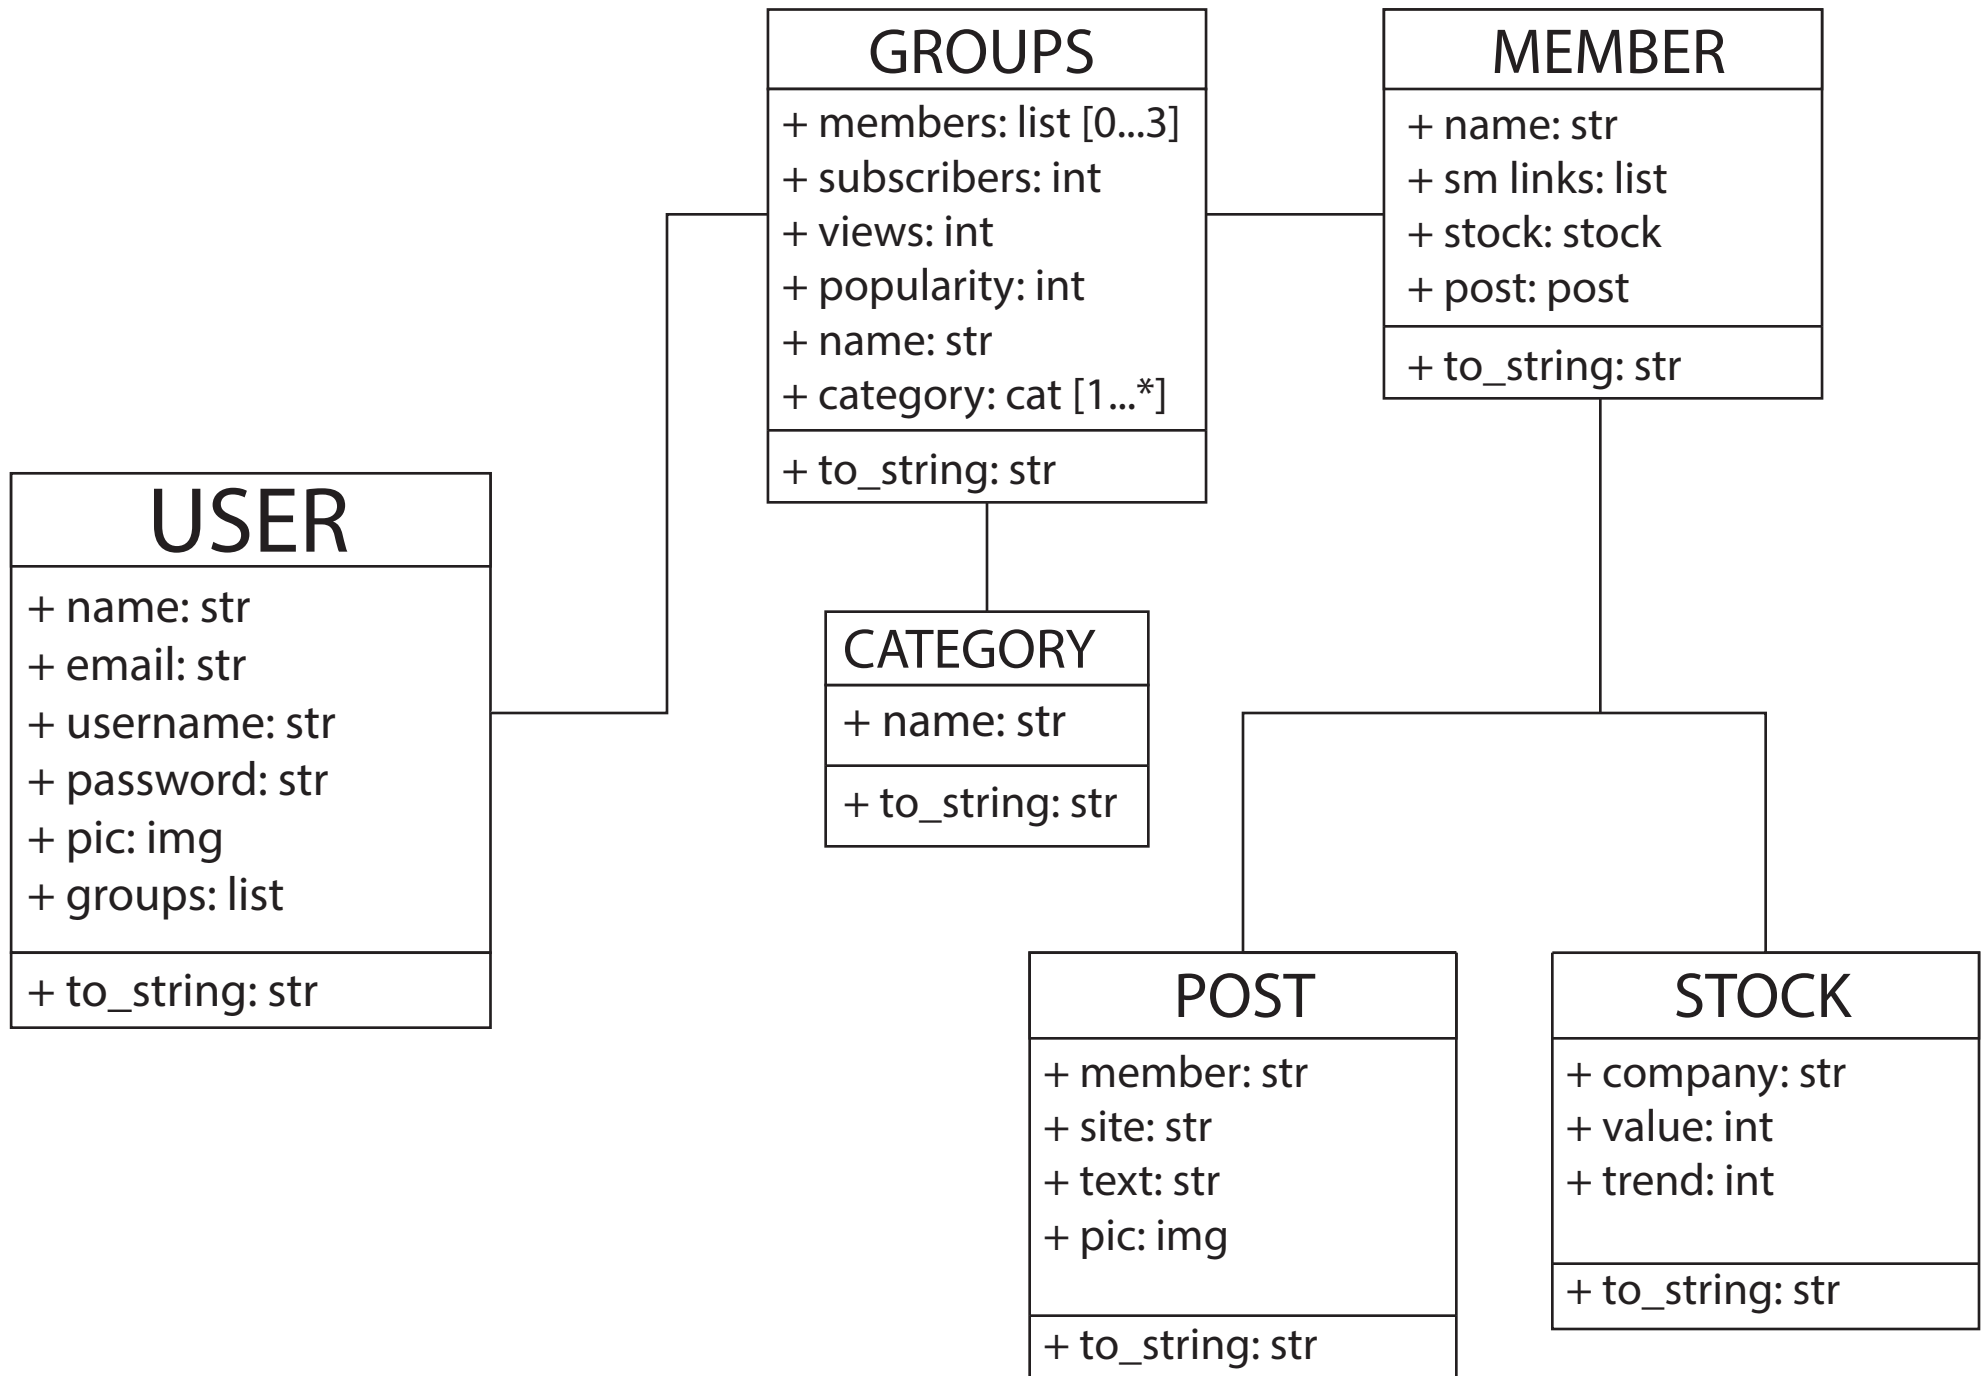 GROUPS
+ members: list [0...3]
+ subscribers: int
+ views: int
+ popularity: int
+ name: str
+ category: cat [1...*]
+ to_string: str
MEMBER
+ name: str
+ sm links: list
+ stock: stock
+ post: post
+ to_string: str
USER
+ name: str
+ email: str
+ username: str
+ password: str
+ pic: img
+ groups: list
+ to_string: str
CATEGORY
+ name: str
+ to_string: str
POST
+ member: str
+ site: str
+ text: str
+ pic: img
+ to_string: str
STOCK
+ company: str
+ value: int
+ trend: int
+ to_string: str